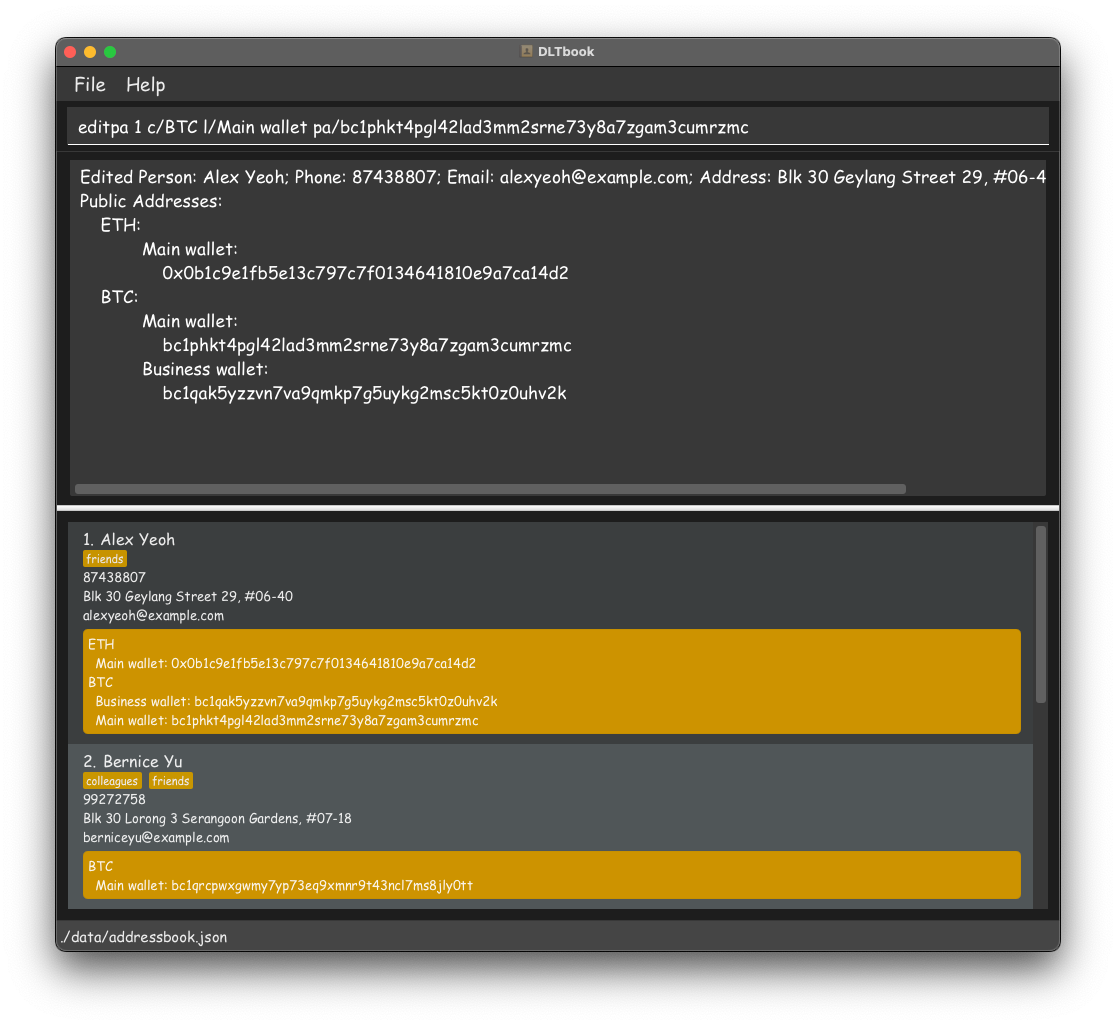 DLTbook
File Help
editpa 1 c/BTC l/Main wallet pa/bc1phkt4pgl42lad3mm2srne73y8a7zgam3cumrzmc
Edited Person: Alex Yeoh; Phone: 87438807; Email: alexyeoh@example.com; Address: Blk 30 Geylang Street 29, #06-4
Public Addresses:
ETH:
Main wallet:
0x0b1c9e1fb5e13c797c7f0134641810e9a7ca14d2
BTC:
Main wallet:
bc1phkt4pgl42lad3mm2srne73y8a7zgam3cumrzmc
Business wallet:
bc1qak5yzzvn7va9qmkp7g5uykg2msc5kt0z0uhv2k
1. Alex Yeoh
friends
87438807
Blk 30 Geylang Street 29, #06-40
alexyeoh@example.com
ETH
Main wallet: 0x0b1c9e1fb5e13c797c7f0134641810e9a7ca14d2
BTC
Business wallet: bc1qak5yzzvn7va9qmkp7g5uykg2msc5kt0z0uhv2k
Main wallet: bc1phkt4pgl42lad3mm2srne73y8a7zgam3cumrzmc
2. Bernice Yu
colleagues friends
99272758
Blk 30 Lorong 3 Serangoon Gardens, #07-18
berniceyu@example.com
BTC
Main wallet: bc1qrcpwxgwmy7yp73eq9xmnr9t43ncl7ms8jly0tt
./data/addressbook.json